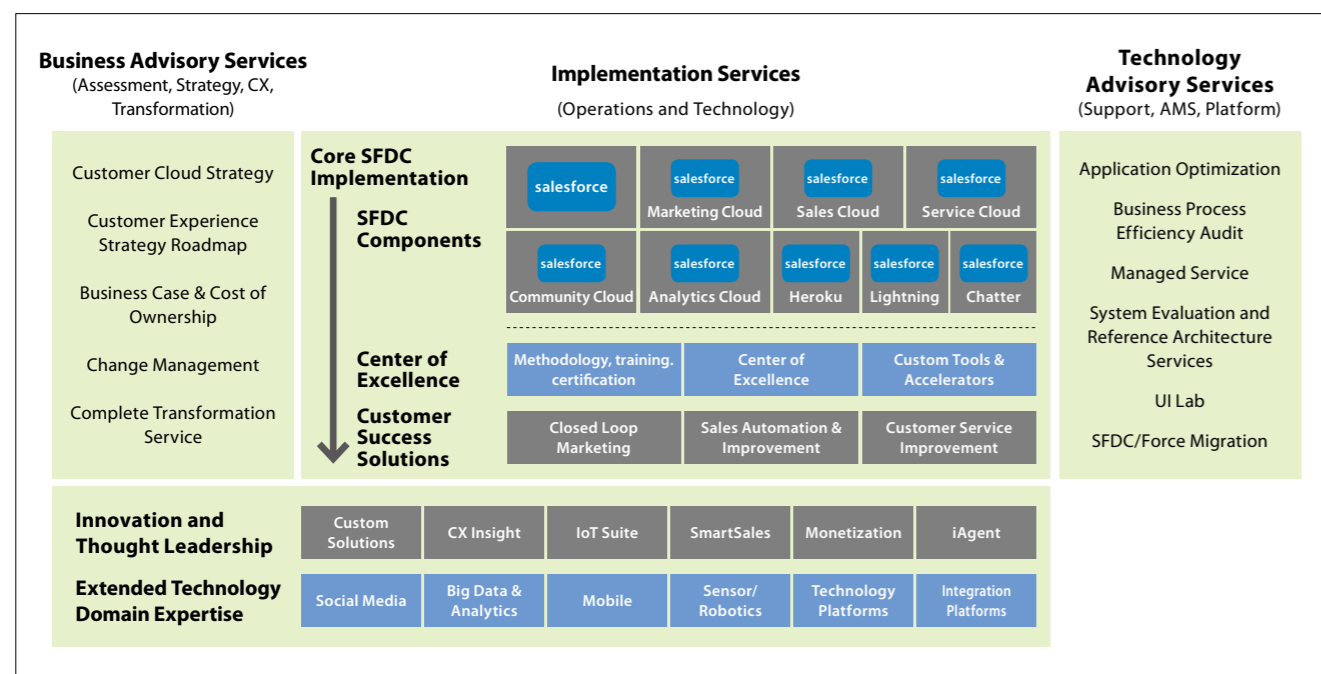 Business Advisory Services
(Assessment, Strategy, CX,
Transformation)
Implementation Services
(Operations and Technology)
Technology
Advisory Services
(Support, AMS, Platform)
Customer Cloud Strategy
Customer Experience
Strategy Roadmap
Business Case & Cost of
Ownership
Change Management
Complete Transformation
Service
Core SFDC
Implementation
SFDC
Components
salesforce
salesforce
Marketing Cloud
salesforce
Sales Cloud
salesforce
Service Cloud
salesforce
Community Cloud
salesforce
Analytics Cloud
salesforce
Heroku
salesforce
Lightning
salesforce
Chatter
Center of
Excellence
Methodology, training.
certification
Center of
Excellence
Custom Tools &
Accelerators
Customer
Success
Solutions
Closed Loop
Marketing
Sales Automation &
Improvement
Customer Service
Improvement
Application Optimization
Business Process
Efficiency Audit
Managed Service
System Evaluation and
Reference Architecture
Services
UI Lab
SFDC/Force Migration
Innovation and
Thought Leadership
Custom
Solutions
CX Insight
IoT Suite
SmartSales
Monetization
iAgent
Extended Technology
Domain Expertise
Social Media
Big Data &
Analytics
Mobile
Sensor/
Robotics
Technology
Platforms
Integration
Platforms